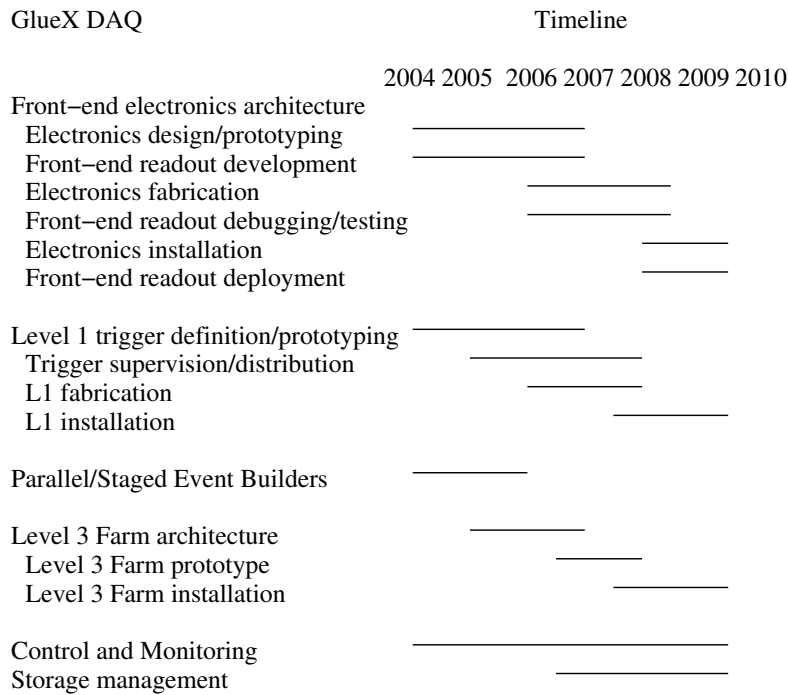 GlueX DAQ Timeline
2004 2005 2006 2007 2008 2009 2010
Front−end electronics architecture
Electronics design/prototyping
Front−end readout development
Electronics fabrication
Front−end readout debugging/testing
Electronics installation
Front−end readout deployment
Level 1 trigger definition/prototyping
Trigger supervision/distribution
L1 fabrication
L1 installation
Parallel/Staged Event Builders
Level 3 Farm architecture
Level 3 Farm prototype
Level 3 Farm installation
Control and Monitoring
Storage management